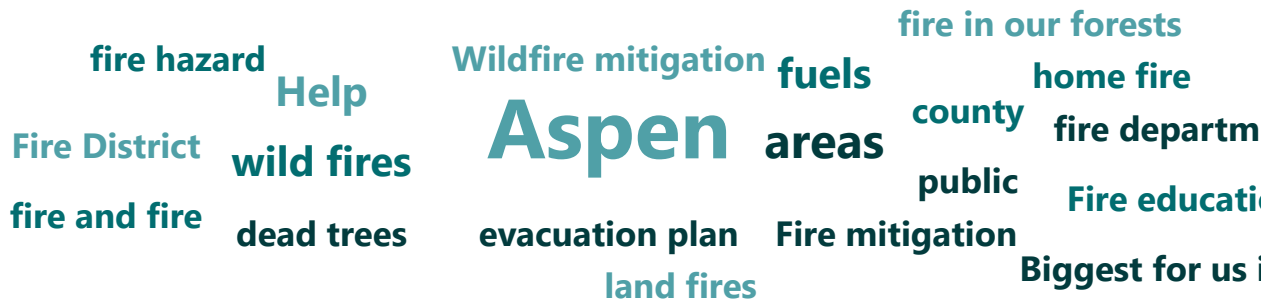 fire in our forests
fire hazard
Wildfire mitigation
fuels
home fire
Help
county
Aspen
areas
fire departm
Fire District
wild fires
public
Fire educati
fire and fire
dead trees
evacuation plan
Fire mitigation
Biggest for us i
land fires